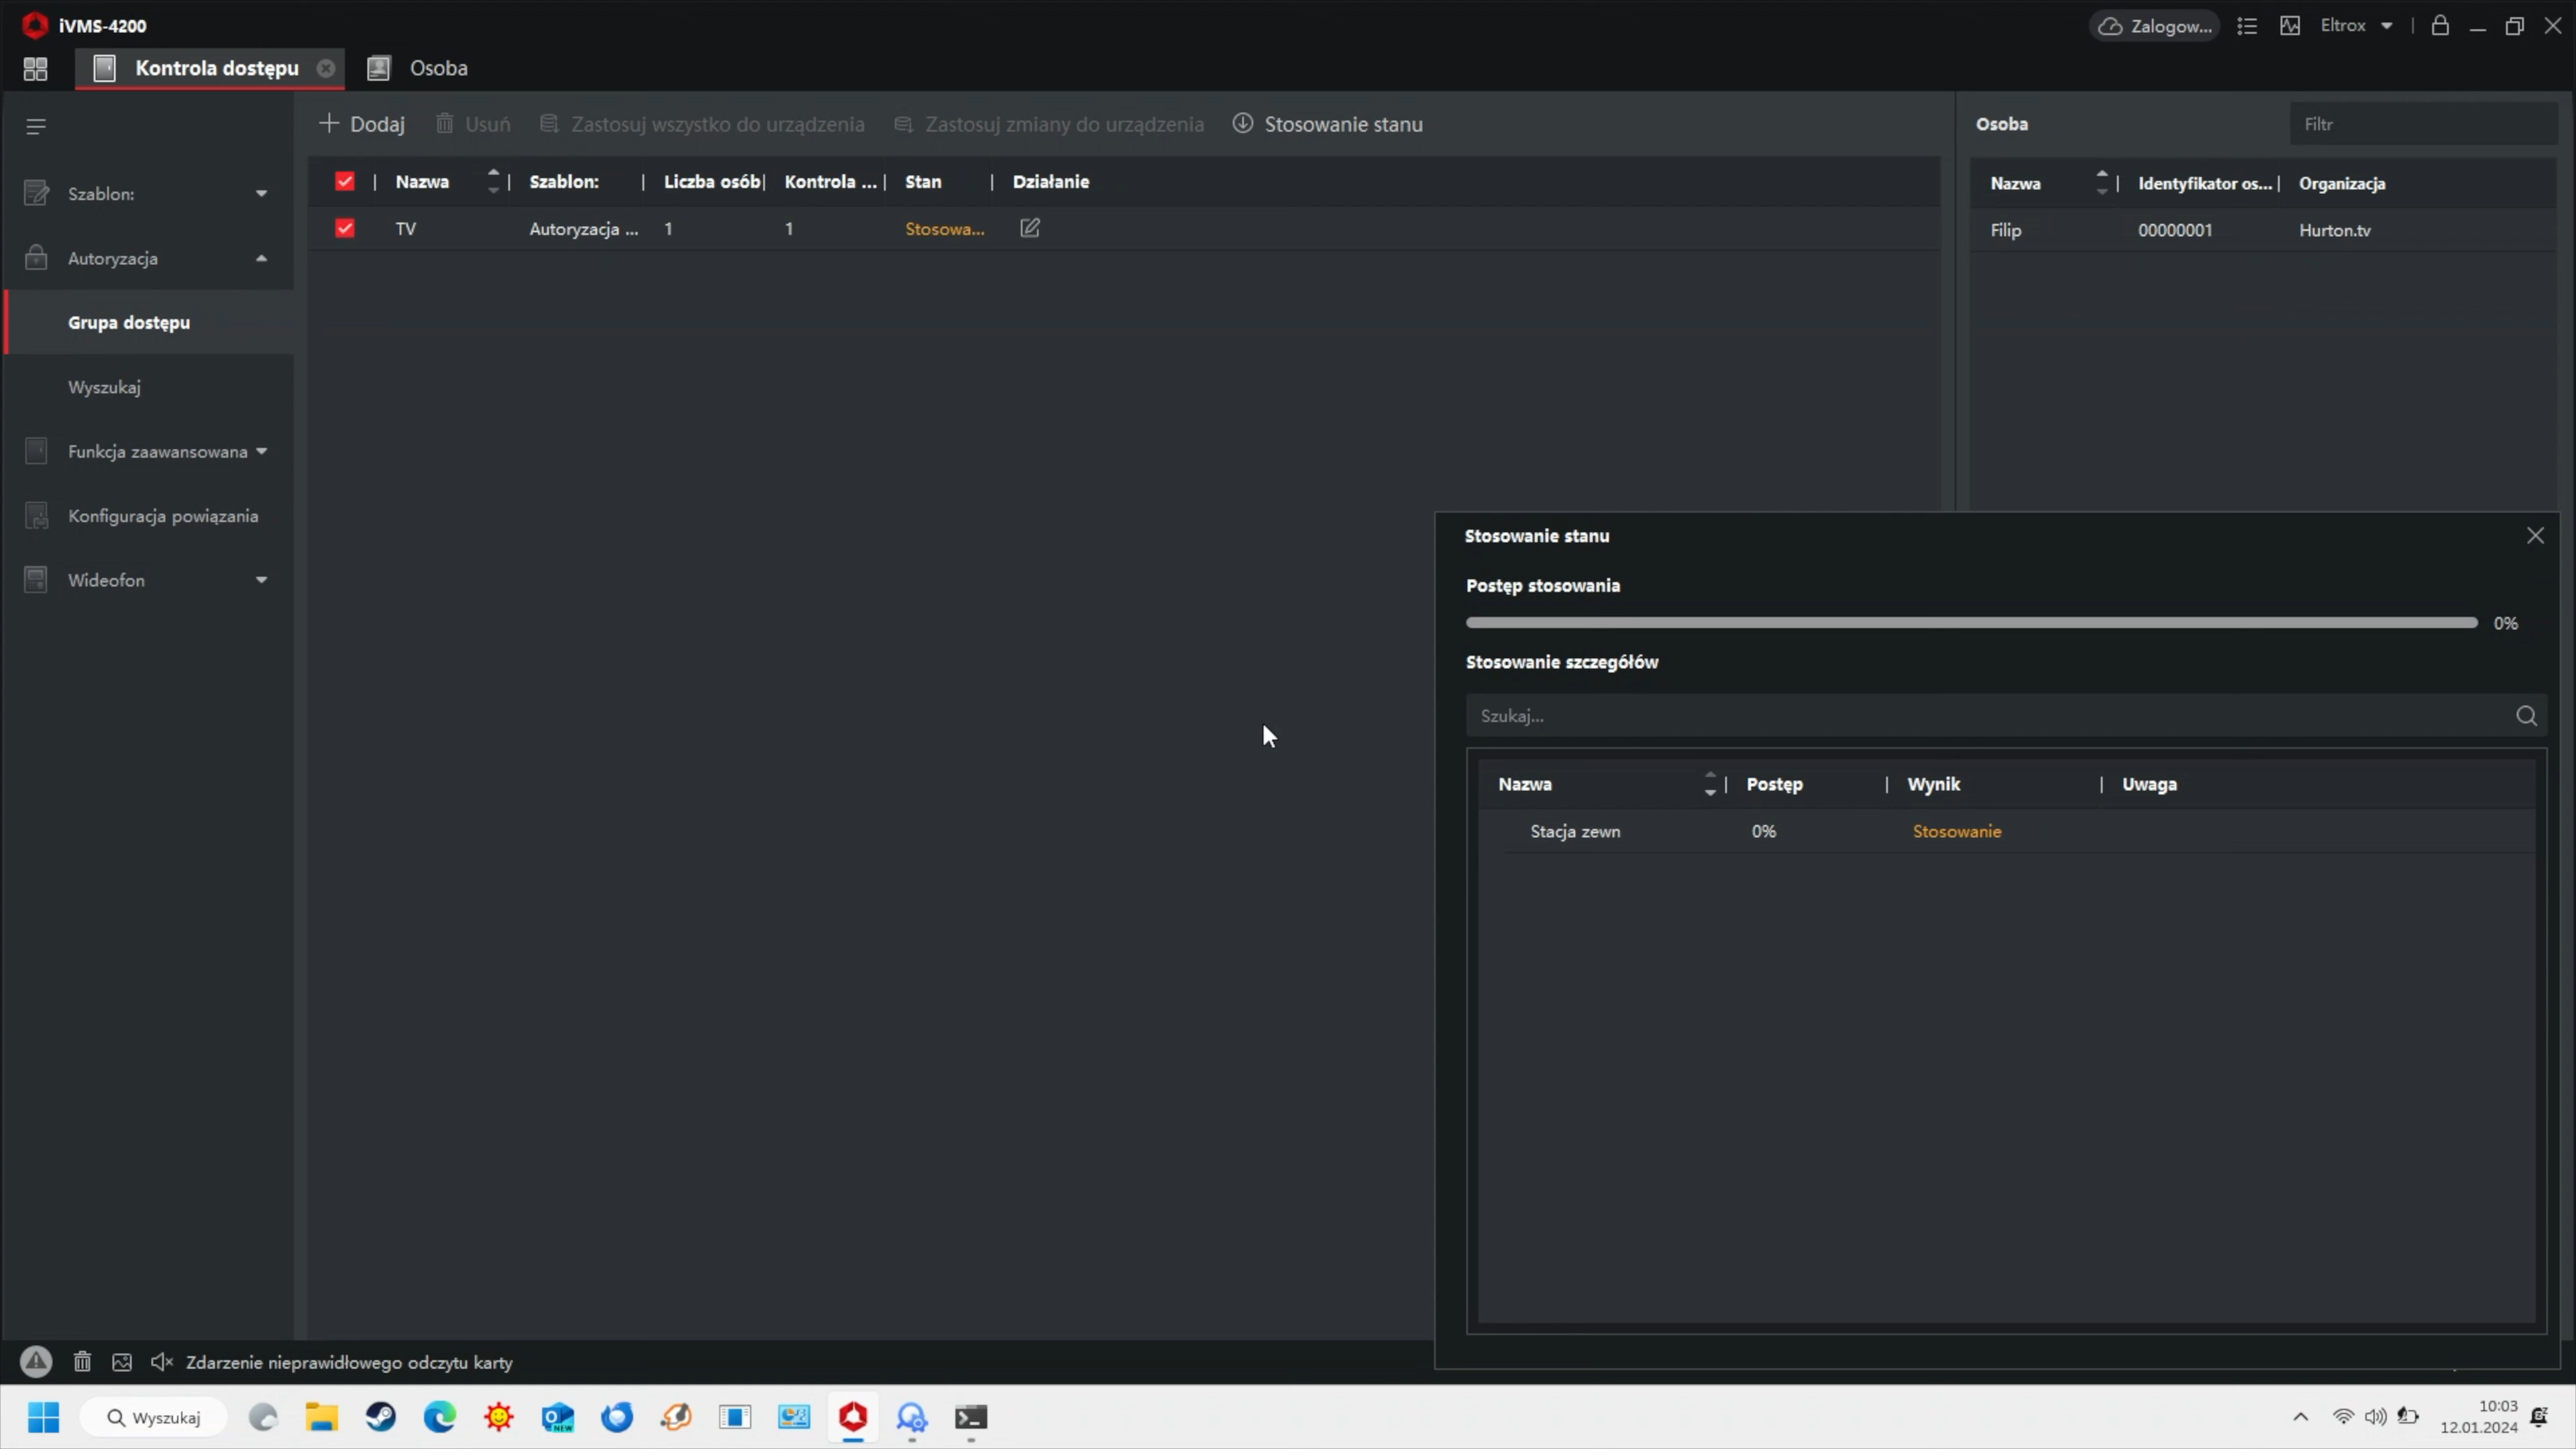 iVMS-4200
Zalogow...
Eltrox
Kontrola dostępu
Osoba
Dodaj
Usuń
Zastosuj wszystko do urządzenia
Zastosuj zmiany do urządzenia
Stosowanie stanu
Osoba
Filtr
Szablon:
Autoryzacja
Grupa dostępu
Wyszukaj
Funkcja zaawansowana
Konfiguracja powiązania
Wideofon
Nazwa | Szablon: | Liczba osób | Kontrola ... | Stan | Działanie
TV Autoryzacja ... 1 1 Stosowa...
Nazwa | Identyfikator os... | Organizacja
Filip 00000001 Hurton.tv
Stosowanie stanu
Postęp stosowania
0%
Stosowanie szczegółów
Szukaj...
Nazwa | Postęp | Wynik | Uwaga
Stacja zewn 0% Stosowanie
Zdarzenie nieprawidłowego odczytu karty
Wyszukaj
NEW
10:03
12.01.2024